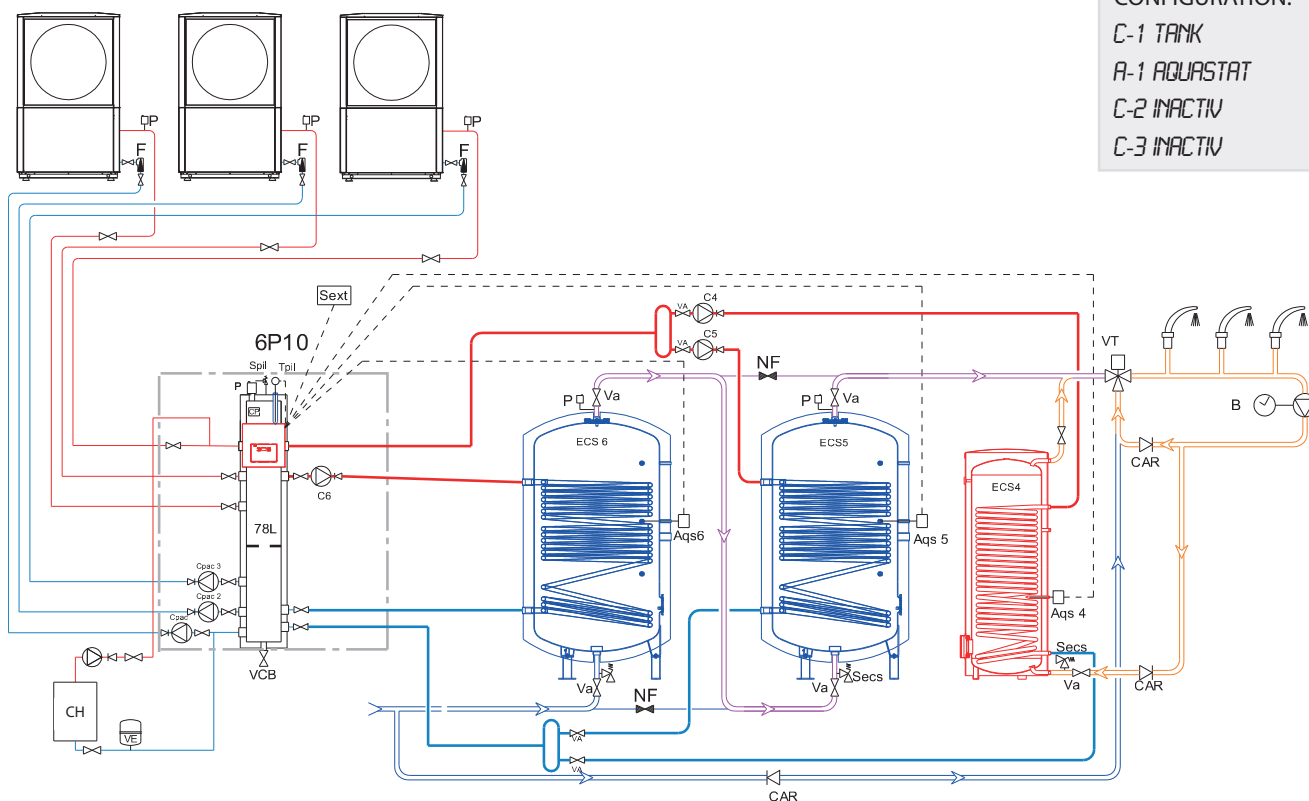 CONFIGURATION:
C-1 TANK
A-1 AQUASTAT
C-2 INACTIV
C-3 INACTIV
P
P
P
F
F
F
Sext
6P10
Spil
Tpil
P
CP
78L
C6
Cpac 3
Cpac 2
Cpac
VCB
CH
VE
VA
C4
VA
C5
NF
P
Va
ECS 6
Aqs6
Va
NF
P
Va
ECS5
Aqs 5
Va
Secs
VA
VA
ECS4
Aqs 4
Secs
Va
VT
B
CAR
CAR
CAR